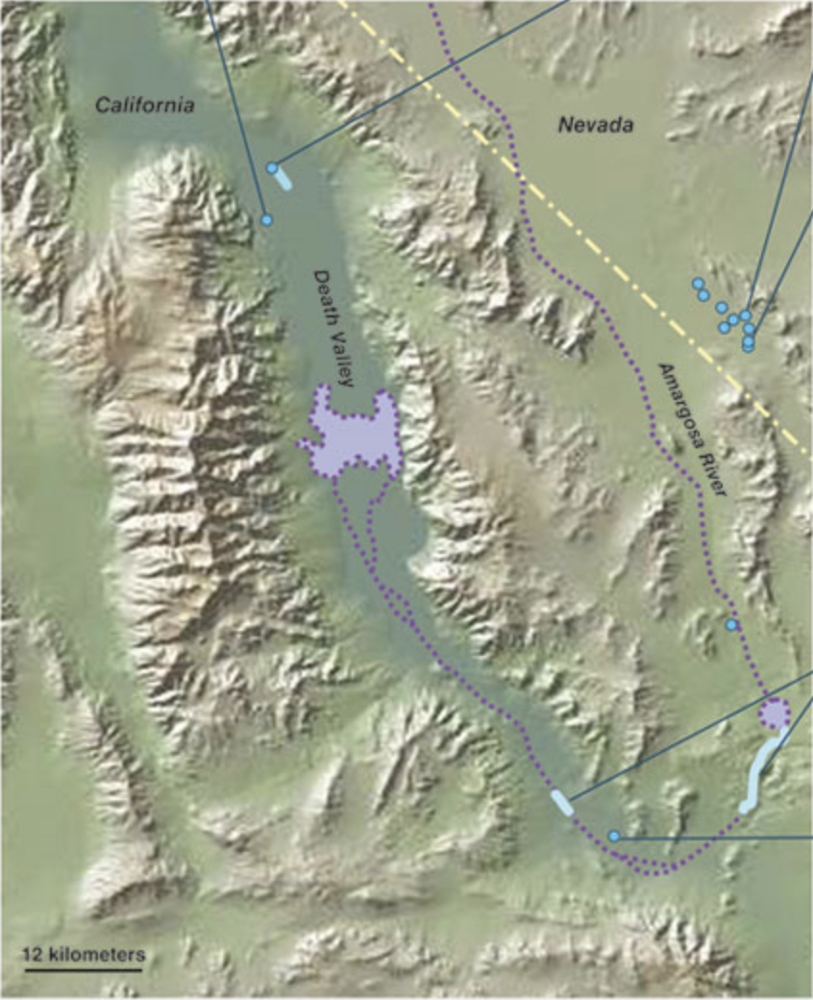 California
Nevada
Death Valley
Amargosa River
12 kilometers